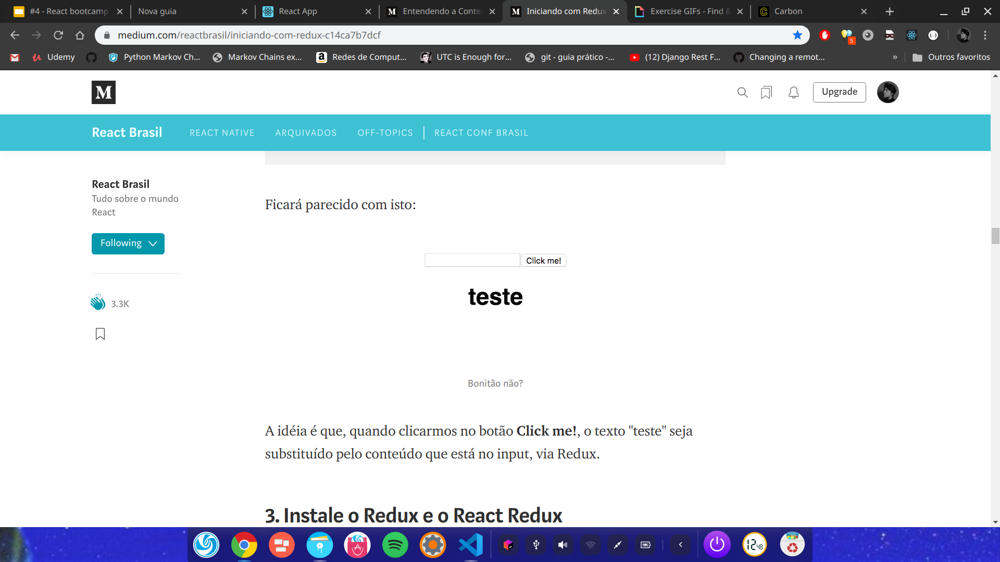 #4 - React bootcamp
Nova guia
React App
Entendendo a Conte
Iniciando com Redux
Exercise GIFs - Find &
Carbon
medium.com/reactbrasil/iniciando-com-redux-c14ca7b7dcf
5
Udemy
Python Markov Ch...
Markov Chains ex...
Redes de Comput...
UTC is Enough for...
git - guia prático -...
(12) Django Rest F...
Changing a remot...
»
Outros favoritos
M
Upgrade
React Brasil
REACT NATIVE
ARQUIVADOS
OFF-TOPICS
REACT CONF BRASIL
React Brasil
Tudo sobre o mundo
React
Following
3.3K
Ficará parecido com isto:
Click me!
teste
Bonitão não?
A idéia é que, quando clicarmos no botão Click me!, o texto "teste" seja
substituído pelo conteúdo que está no input, via Redux.
3. Instale o Redux e o React Redux
12 48